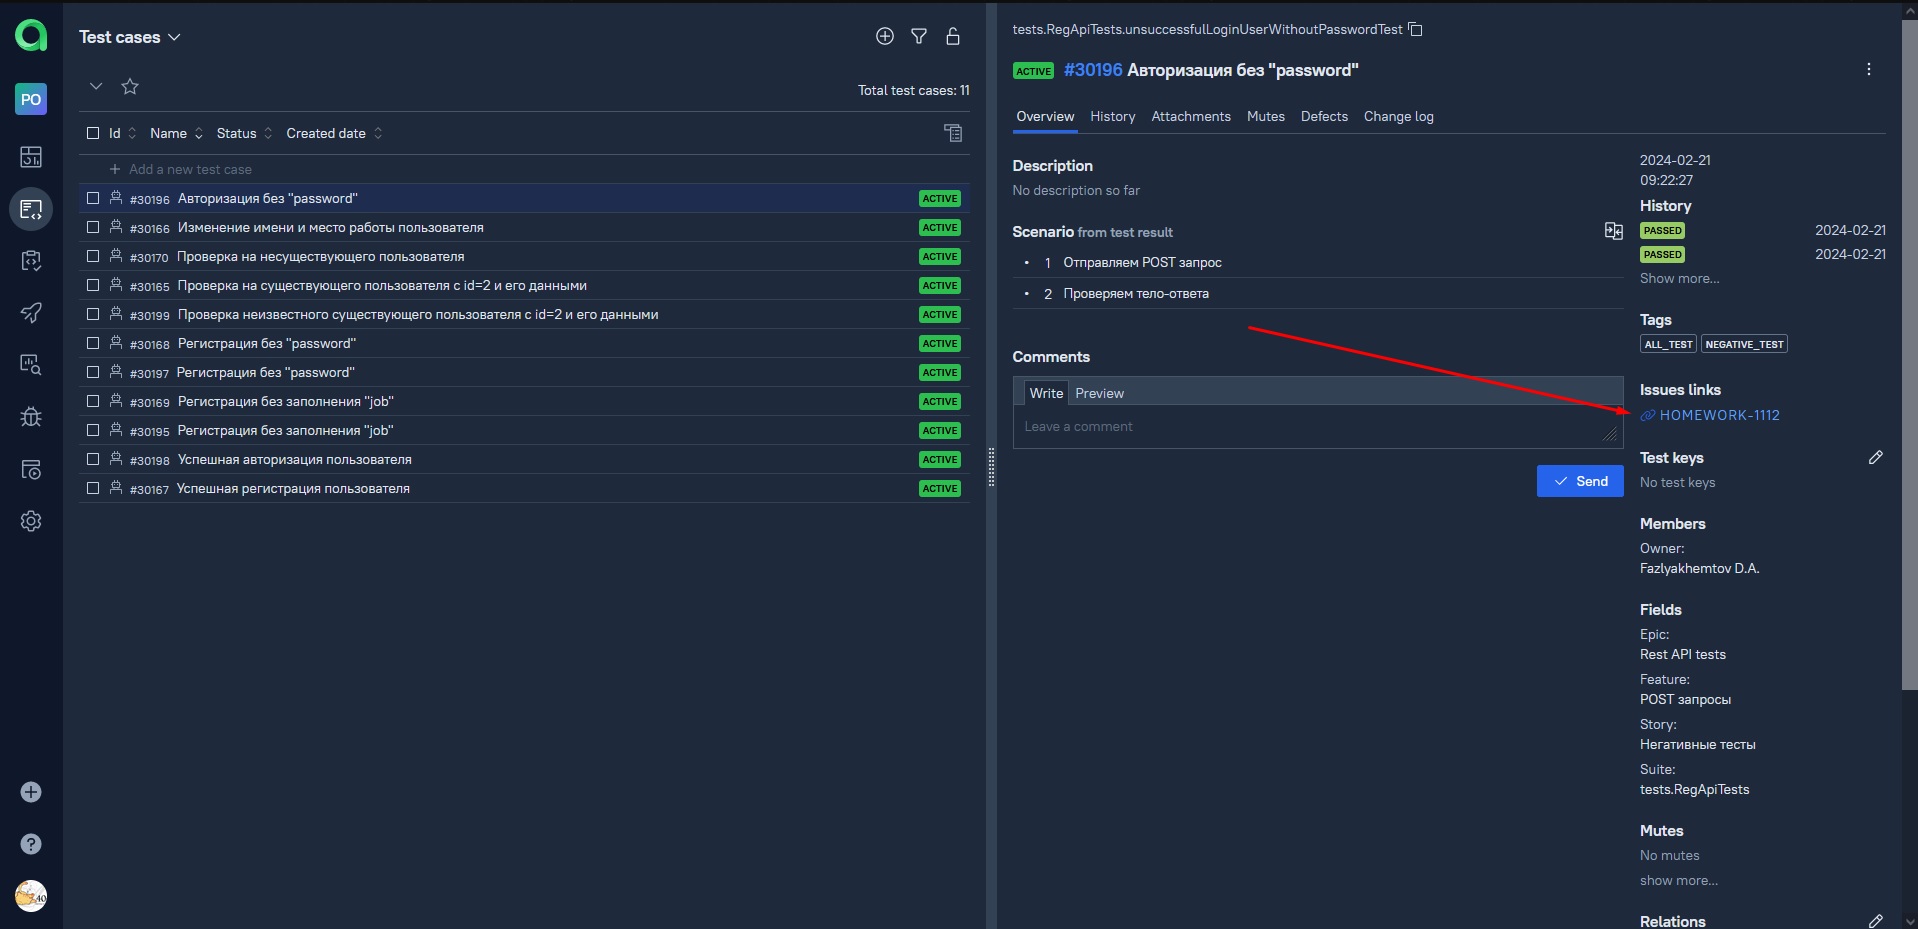 Test cases
PO
Total test cases: 11
Id Name Status Created date
Add a new test case
#30196 Авторизация без "password" ACTIVE
#30166 Изменение имени и место работы пользователя ACTIVE
#30170 Проверка на несуществующего пользователя ACTIVE
#30165 Проверка на существующего пользователя с id=2 и его данными ACTIVE
#30199 Проверка неизвестного существующего пользователя с id=2 и его данными ACTIVE
#30168 Регистрация без "password" ACTIVE
#30197 Регистрация без "password" ACTIVE
#30169 Регистрация без заполнения "job" ACTIVE
#30195 Регистрация без заполнения "job" ACTIVE
#30198 Успешная авторизация пользователя ACTIVE
#30167 Успешная регистрация пользователя ACTIVE
tests.RegApiTests.unsuccessfulLoginUserWithoutPasswordTest
ACTIVE #30196 Авторизация без "password"
Overview History Attachments Mutes Defects Change log
Description
No description so far
Scenario from test result
1 Отправляем POST запрос
2 Проверяем тело-ответа
Comments
Write Preview
Leave a comment
Send
2024-02-21
09:22:27
History
PASSED 2024-02-21
PASSED 2024-02-21
Show more...
Tags
ALL_TEST NEGATIVE_TEST
Issues links
HOMEWORK-1112
Test keys
No test keys
Members
Owner:
Fazlyakhemtov D.A.
Fields
Epic:
Rest API tests
Feature:
POST запросы
Story:
Негативные тесты
Suite:
tests.RegApiTests
Mutes
No mutes
show more...
Relations